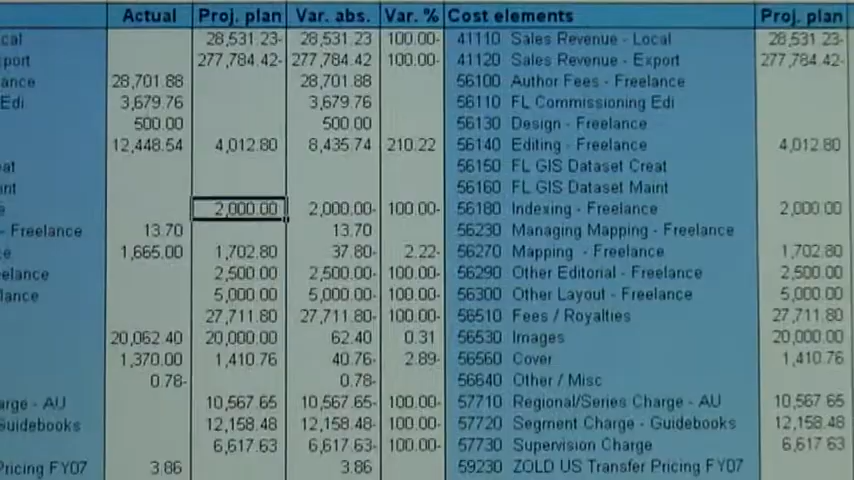 Actual Proj. plan Var. abs. Var. % Cost elements Proj. plan
cal 28,531.23- 28,531.23 100.00- 41110 Sales Revenue - Local 28,531.23-
port 277,784.42- 277,784.42 100.00- 41120 Sales Revenue - Export 277,784.42-
ance 28,701.88 28,701.88 56100 Author Fees - Freelance
Edi 3,679.76 3,679.76 56110 FL Commissioning Edi
500.00 500.00 56130 Design - Freelance
12,448.54 4,012.80 8,435.74 210.22 56140 Editing - Freelance 4,012.80
at 56150 FL GIS Dataset Creat
nt 56160 FL GIS Dataset Maint
e 2,000.00 2,000.00- 100.00- 56180 Indexing - Freelance 2,000.00
- Freelance 13.70 13.70 56230 Managing Mapping - Freelance
e 1,665.00 1,702.80 37.80- 2.22- 56270 Mapping - Freelance 1,702.80
elance 2,500.00 2,500.00- 100.00- 56290 Other Editorial - Freelance 2,500.00
lance 5,000.00 5,000.00- 100.00- 56300 Other Layout - Freelance 5,000.00
27,711.80 27,711.80- 100.00- 56510 Fees / Royalties 27,711.80
20,062.40 20,000.00 62.40 0.31 56530 Images 20,000.00
1,370.00 1,410.76 40.76- 2.89- 56560 Cover 1,410.76
0.78- 0.78- 56640 Other / Misc
arge - AU 10,567.65 10,567.65- 100.00- 57710 Regional/Series Charge - AU 10,567.65
Guidebooks 12,158.48 12,158.48- 100.00- 57720 Segment Charge - Guidebooks 12,158.48
6,617.63 6,617.63- 100.00- 57730 Supervision Charge 6,617.63
Pricing FY07 3.86 3.86 59230 ZOLD US Transfer Pricing FY07